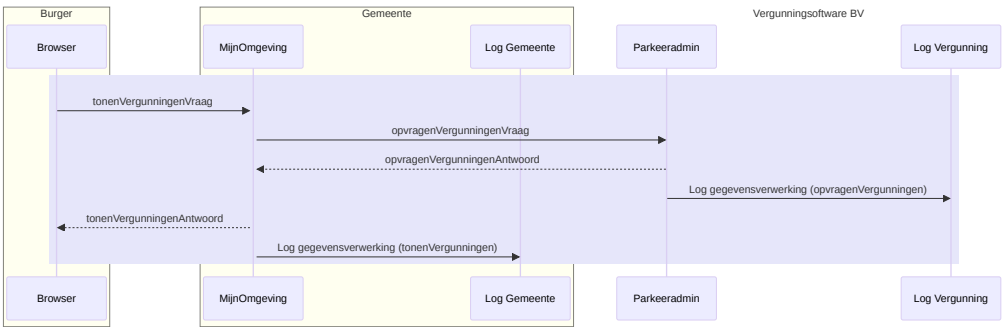 Burger
Gemeente
Vergunningsoftware BV
Browser
MijnOmgeving
Log Gemeente
Parkeeradmin
Log Vergunning
tonenVergunningenVraag
opvragenVergunningenVraag
opvragenVergunningenAntwoord
Log gegevensverwerking (opvragenVergunningen)
tonenVergunningenAntwoord
Log gegevensverwerking (tonenVergunningen)
Browser
MijnOmgeving
Log Gemeente
Parkeeradmin
Log Vergunning